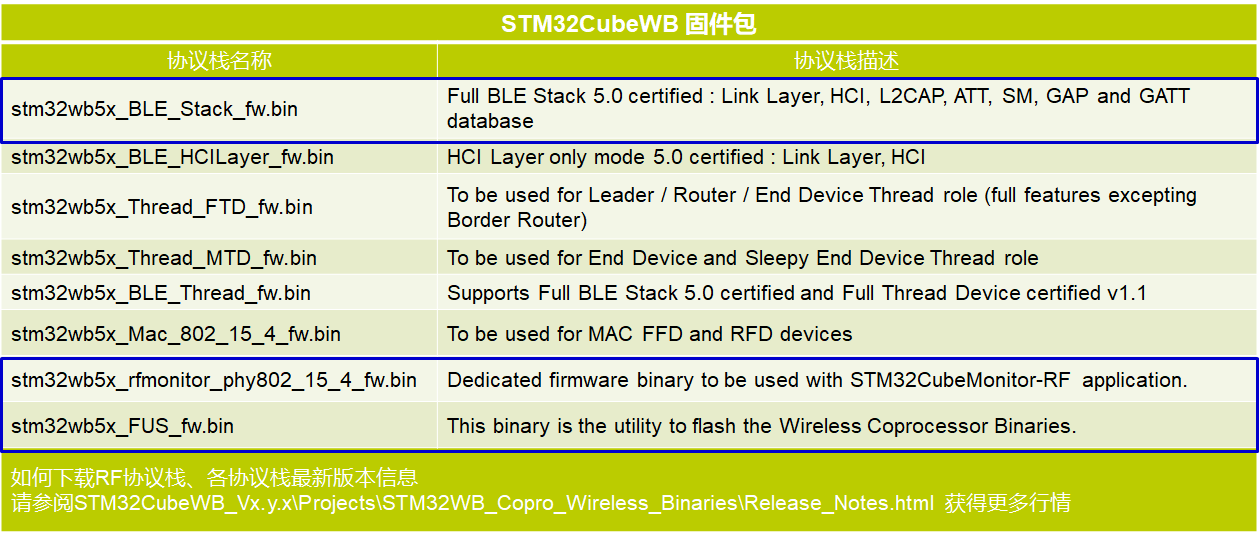 STM32CubeWB 固件包
协议栈名称
协议栈描述
stm32wb5x_BLE_Stack_fw.bin
Full BLE Stack 5.0 certified : Link Layer, HCI, L2CAP, ATT, SM, GAP and GATT
database
stm32wb5x_BLE_HCILayer_fw.bin
HCI Layer only mode 5.0 certified : Link Layer, HCI
stm32wb5x_Thread_FTD_fw.bin
To be used for Leader / Router / End Device Thread role (full features excepting
Border Router)
stm32wb5x_Thread_MTD_fw.bin
To be used for End Device and Sleepy End Device Thread role
stm32wb5x_BLE_Thread_fw.bin
Supports Full BLE Stack 5.0 certified and Full Thread Device certified v1.1
stm32wb5x_Mac_802_15_4_fw.bin
To be used for MAC FFD and RFD devices
stm32wb5x_rfmonitor_phy802_15_4_fw.bin
Dedicated firmware binary to be used with STM32CubeMonitor-RF application.
stm32wb5x_FUS_fw.bin
This binary is the utility to flash the Wireless Coprocessor Binaries.
如何下载RF协议栈、各协议栈最新版本信息
请参阅STM32CubeWB_Vx.y.x\Projects\STM32WB_Copro_Wireless_Binaries\Release_Notes.html 获得更多行情